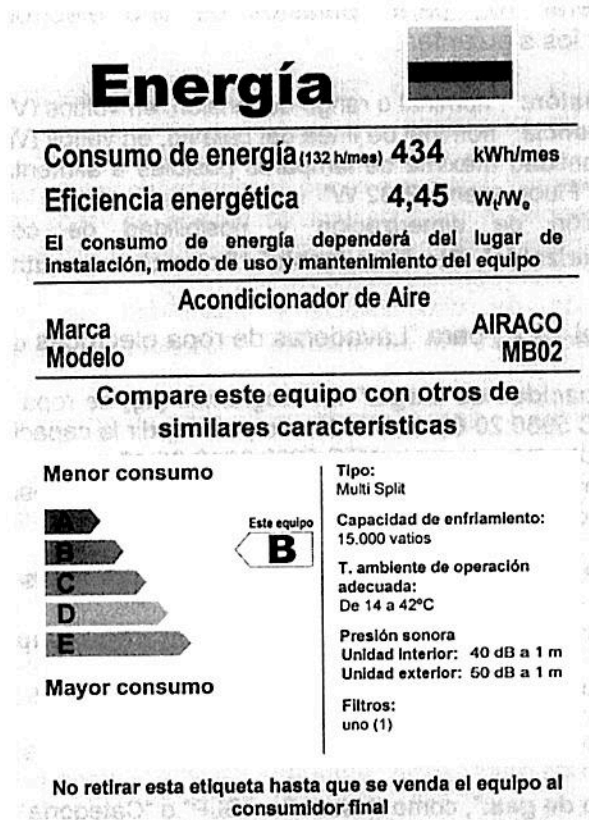 Energía
Consumo de energía (132 h/mes) 434 kWh/mes
Eficiencia energética 4,45 Wt/We
El consumo de energía dependerá del lugar de
instalación, modo de uso y mantenimiento del equipo
Acondicionador de Aire
Marca AIRACO
Modelo MB02
Compare este equipo con otros de
similares características
Menor consumo
A
B
C
D
E
Mayor consumo
Este equipo
B
Tipo:
Multi Split
Capacidad de enfriamiento:
15.000 vatios
T. ambiente de operación
adecuada:
De 14 a 42ºC
Presión sonora
Unidad interior: 40 dB a 1 m
Unidad exterior: 50 dB a 1 m
Filtros:
uno (1)
No retirar esta etiqueta hasta que se venda el equipo al
consumidor final